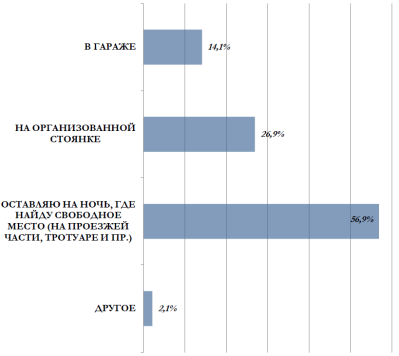 В ГАРАЖЕ
14,1%
НА ОРГАНИЗОВАННОЙ
СТОЯНКЕ
26,9%
ОСТАВЛЯЮ НА НОЧЬ, ГДЕ
НАЙДУ СВОБОДНОЕ
МЕСТО (НА ПРОЕЗЖЕЙ
ЧАСТИ, ТРОТУАРЕ И ПР.)
56,9%
ДРУГОЕ
2,1%